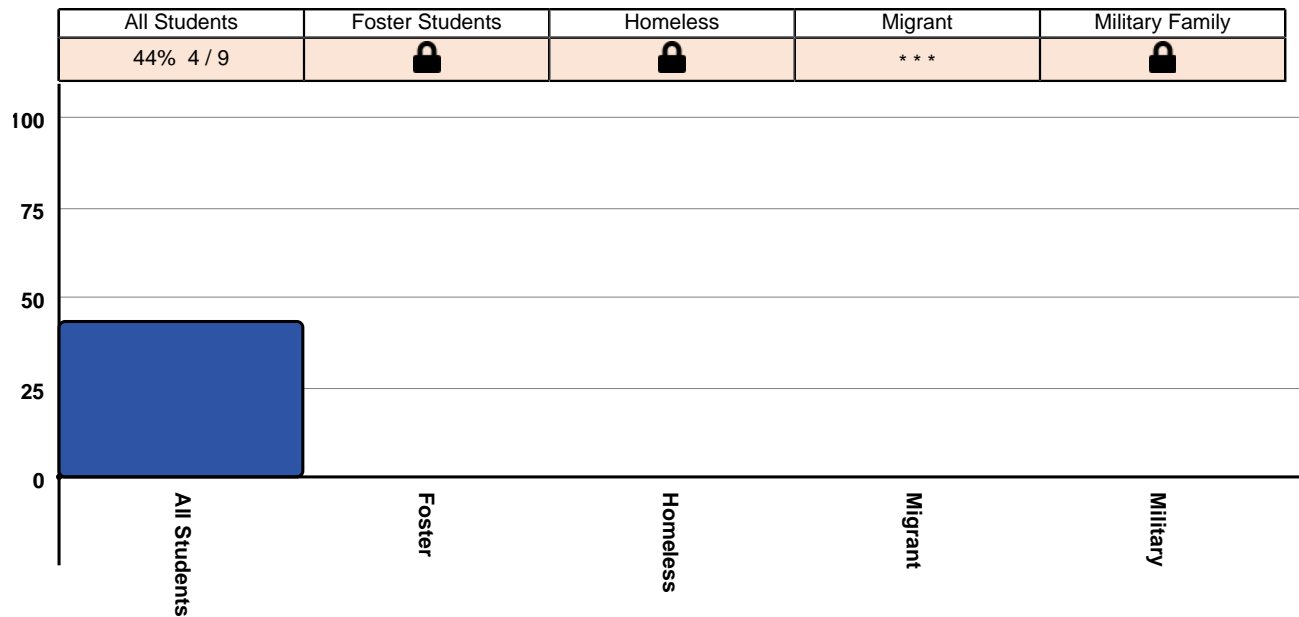 All Students Foster Students Homeless Migrant Military Family
44% 4 / 9 * * *
100
75
50
25
0
All Students
Foster
Homeless
Migrant
Military